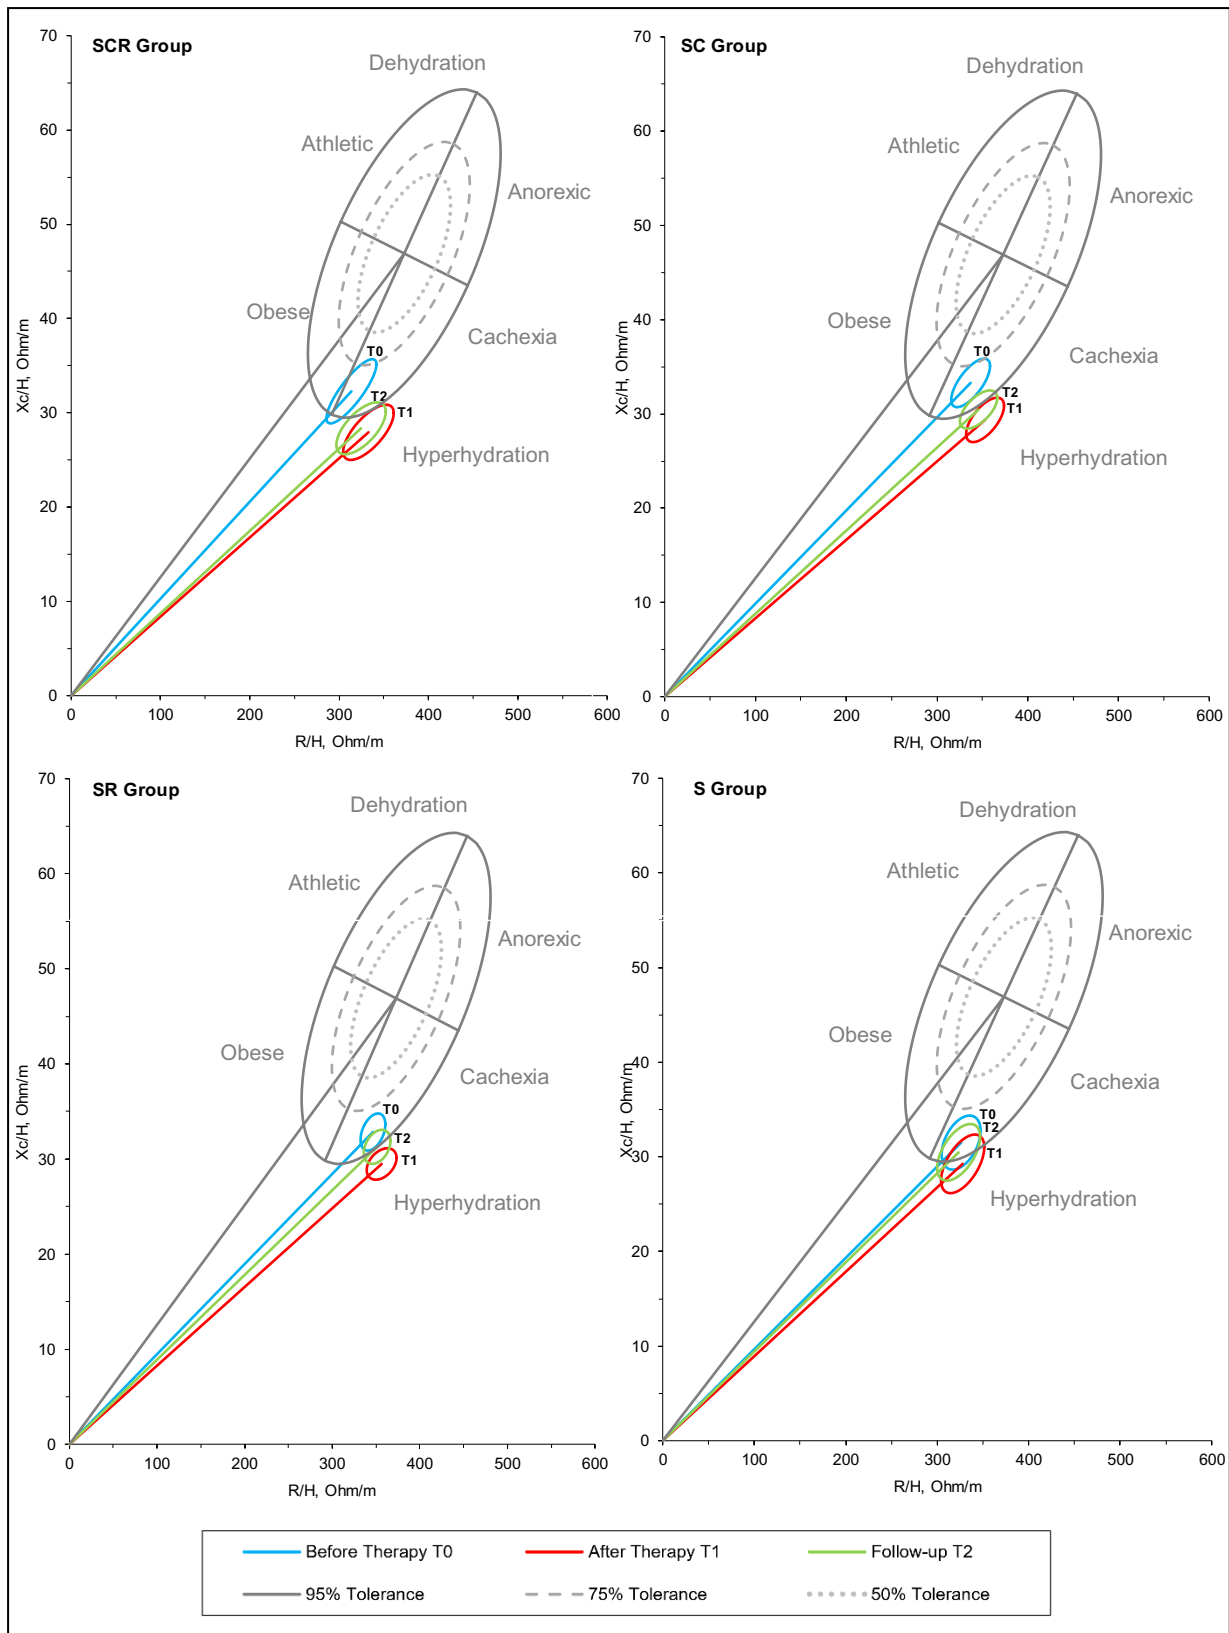 SCR Group
70
60
50
40
30
20
10
0
Xc/H, Ohm/m
Dehydration
Athletic
Anorexic
Obese
Cachexia
T0
T2
T1
Hyperhydration
0 100 200 300 400 500 600
R/H, Ohm/m
SC Group
70
60
50
40
30
20
10
0
Xc/H, Ohm/m
Dehydration
Athletic
Anorexic
Obese
Cachexia
T0
T2
T1
Hyperhydration
0 100 200 300 400 500 600
R/H, Ohm/m
SR Group
70
60
50
40
30
20
10
0
Xc/H, Ohm/m
Dehydration
Athletic
Anorexic
Obese
Cachexia
T0
T2
T1
Hyperhydration
0 100 200 300 400 500 600
R/H, Ohm/m
S Group
70
60
50
40
30
20
10
0
Xc/H, Ohm/m
Dehydration
Athletic
Anorexic
Obese
Cachexia
T0
T2
T1
Hyperhydration
0 100 200 300 400 500 600
R/H, Ohm/m
Before Therapy T0 After Therapy T1 Follow-up T2
95% Tolerance 75% Tolerance 50% Tolerance